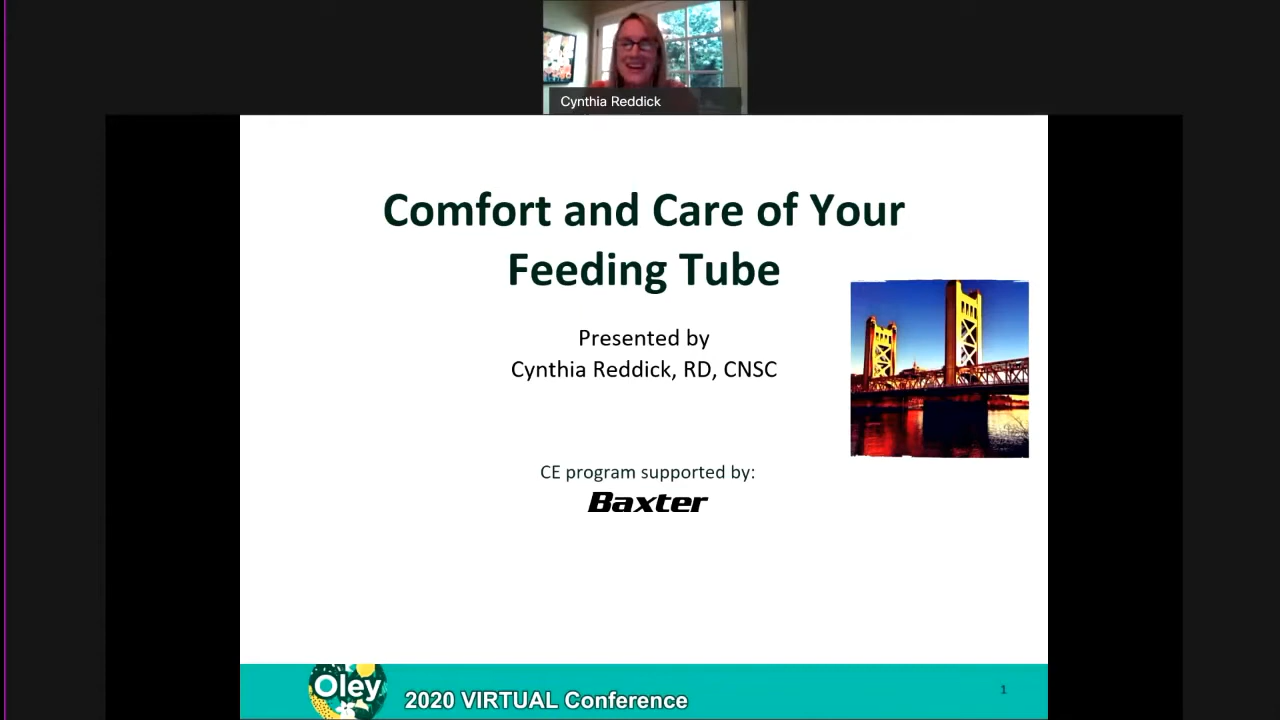 Cynthia Reddick
Comfort and Care of Your
Feeding Tube
Presented by
Cynthia Reddick, RD, CNSC
CE program supported by:
Baxter
Oley
2020 VIRTUAL Conference
1